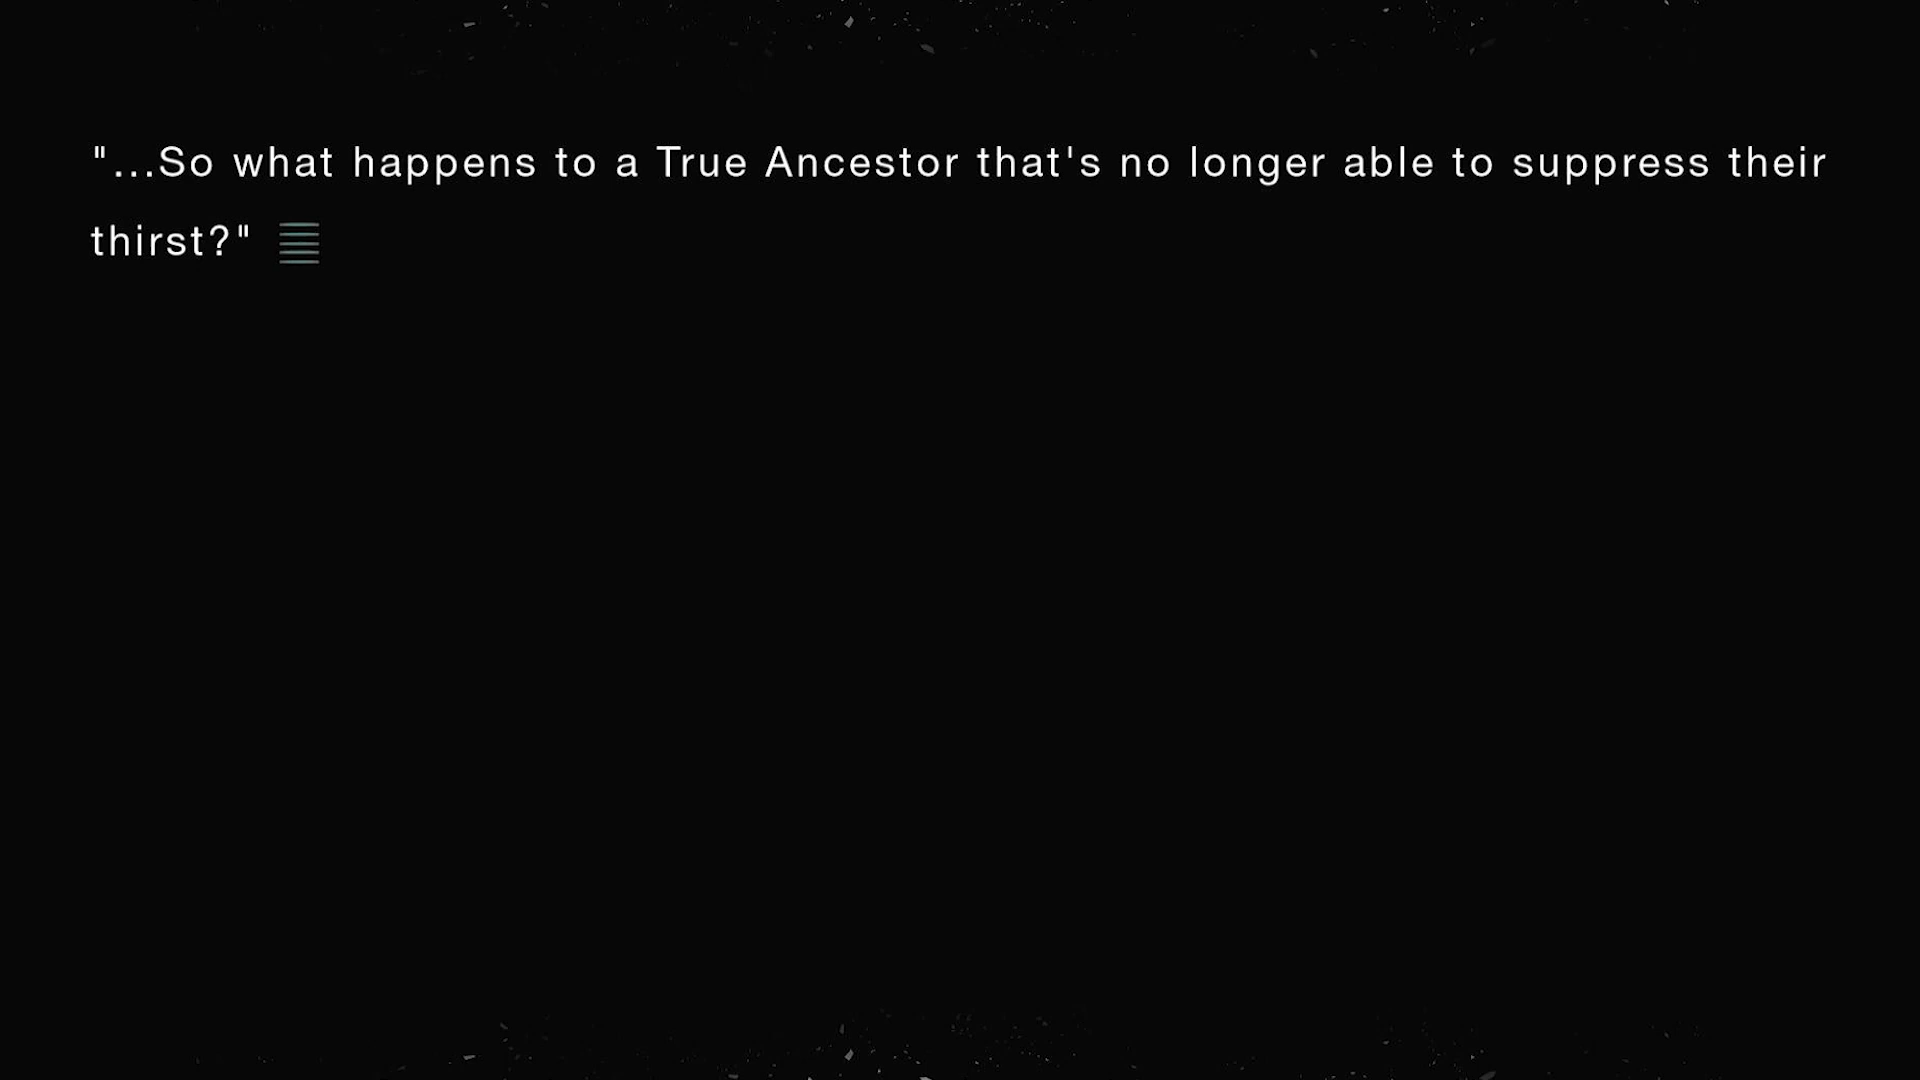 "...So what happens to a True Ancestor that's no longer able to suppress their
thirst?"